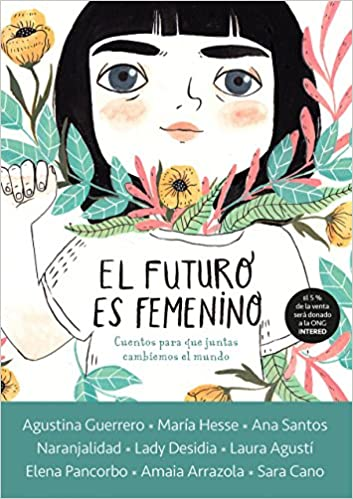 EL FUTURO
ES FEMENINO
Cuentos para que juntas
cambiemos el mundo
El 5 %
de la venta
será donado
a la ONG
INTERED
Agustina Guerrero • María Hesse • Ana Santos
Naranjalidad • Lady Desidia • Laura Agustí
Elena Pancorbo • Amaia Arrazola • Sara Cano